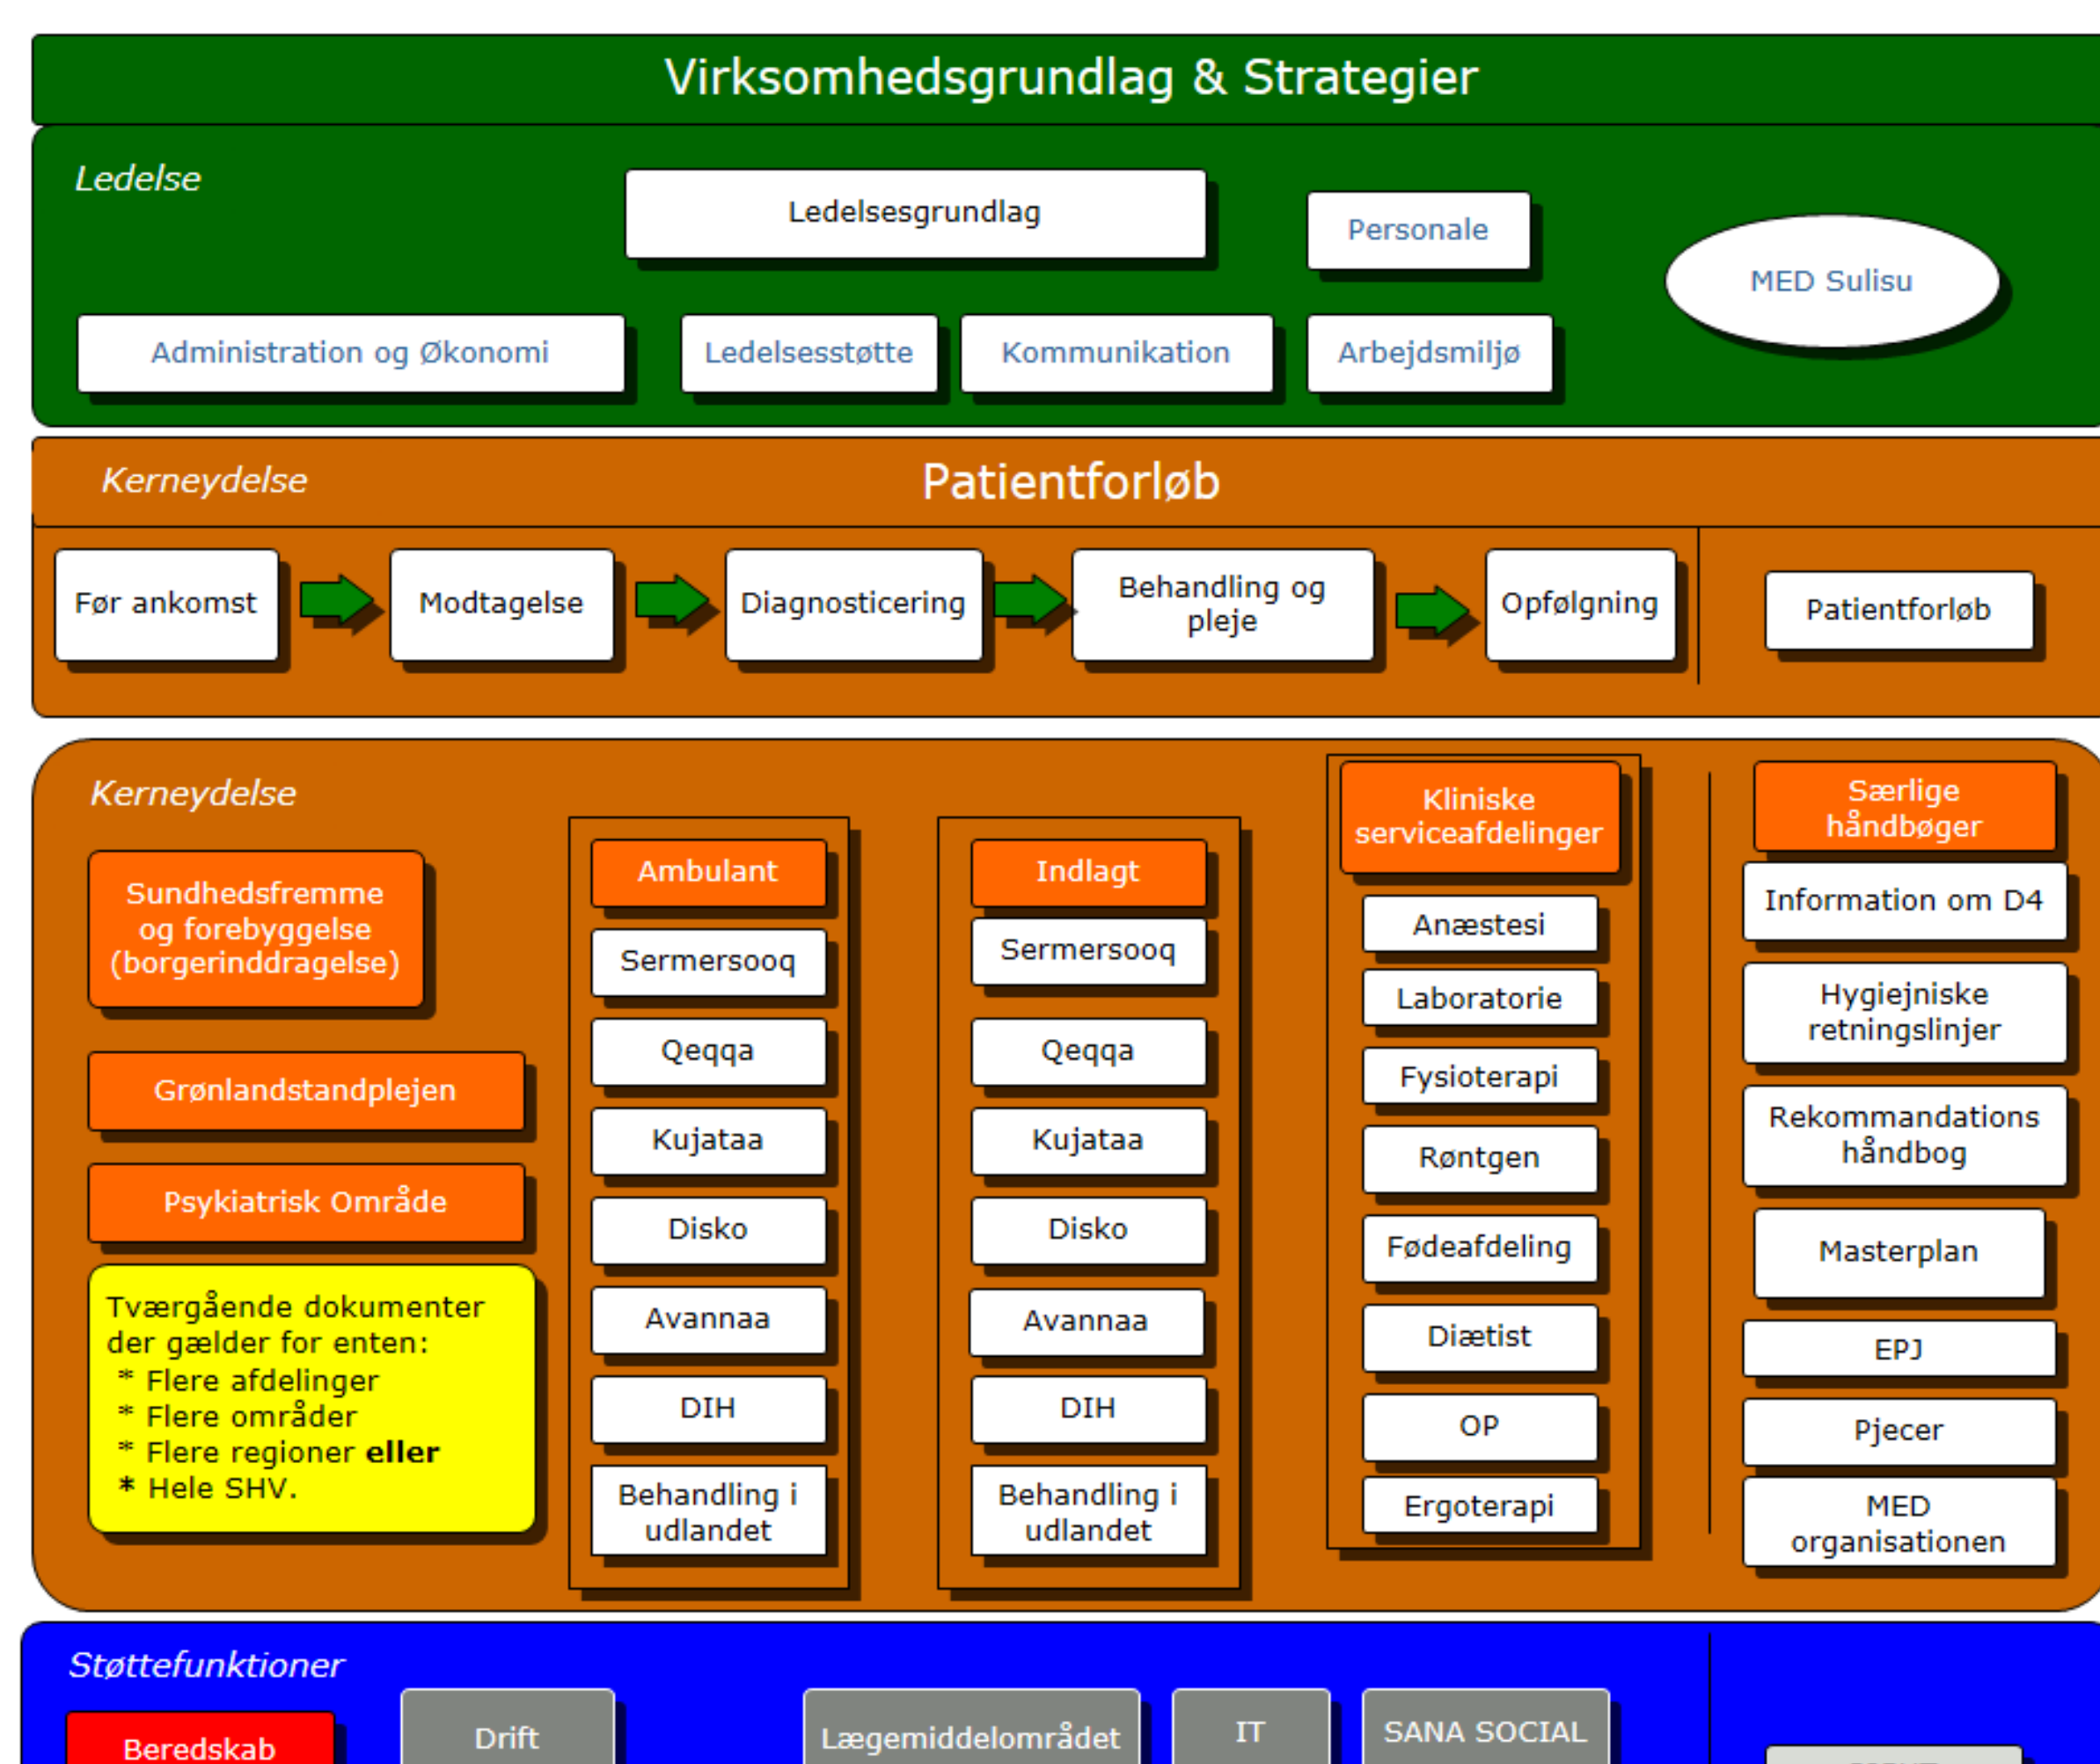 Virksomhedsgrundlag & Strategier
Ledelse
Ledelsesgrundlag
Personale
MED Sulisu
Administration og Økonomi
Ledelsesstøtte
Kommunikation
Arbejdsmiljø
Kerneydelse
Patientforløb
Før ankomst
Modtagelse
Diagnosticering
Behandling og
pleje
Opfølgning
Patientforløb
Kerneydelse
Sundhedsfremme
og forebyggelse
(borgerinddragelse)
Grønlandstandplejen
Psykiatrisk Område
Tværgående dokumenter
der gælder for enten:
* Flere afdelinger
* Flere områder
* Flere regioner eller
* Hele SHV.
Ambulant
Sermersooq
Qeqqa
Kujataa
Disko
Avannaa
DIH
Behandling i
udlandet
Indlagt
Sermersooq
Qeqqa
Kujataa
Disko
Avannaa
DIH
Behandling i
udlandet
Kliniske
serviceafdelinger
Anæstesi
Laboratorie
Fysioterapi
Røntgen
Fødeafdeling
Diætist
OP
Ergoterapi
Særlige
håndbøger
Information om D4
Hygiejniske
retningslinjer
Rekommandations
håndbog
Masterplan
EPJ
Pjecer
MED
organisationen
Støttefunktioner
Beredskab
Drift
Lægemiddelområdet
IT
SANA SOCIAL